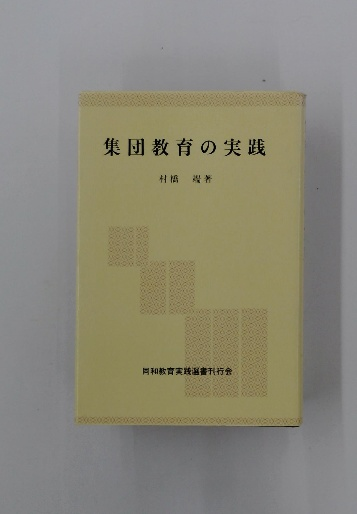 集団教育の実践
村橋 端著
同和教育実践選書刊行会